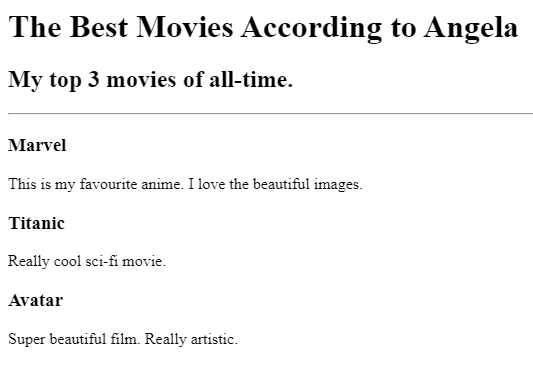 The Best Movies According to Angela
My top 3 movies of all-time.
Marvel
This is my favourite anime. I love the beautiful images.
Titanic
Really cool sci-fi movie.
Avatar
Super beautiful film. Really artistic.